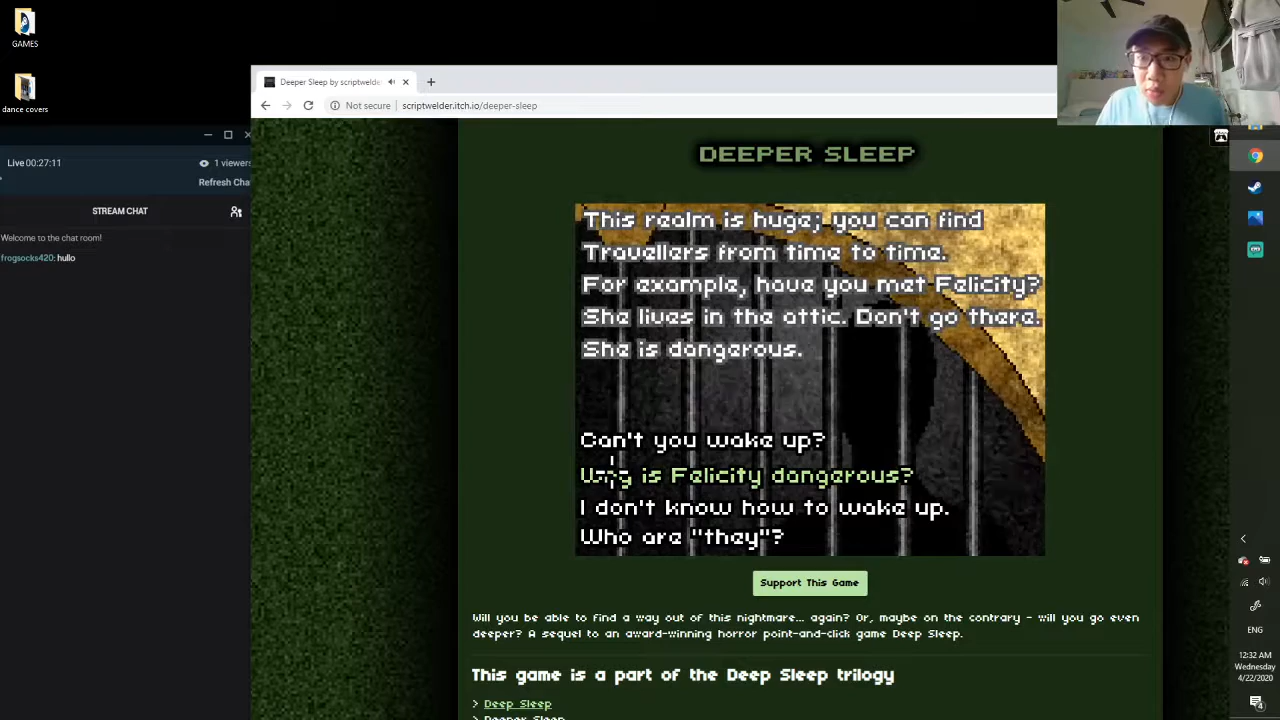 GAMES
dance covers
Deeper Sleep by scriptwelder
Not secure
scriptwelder.itch.io/deeper-sleep
Live 00:27:11
1 viewers
Refresh Cha
STREAM CHAT
Welcome to the chat room!
frogsocks420: hullo
DEEPER SLEEP
This realm is huge; you can find
Travellers from time to time.
For example, have you met Felicity?
She lives in the attic. Don't go there.
She is dangerous.
Can't you wake up?
Why is Felicity dangerous?
I don't know how to wake up.
Who are "they"?
Support This Game
Will you be able to find a way out of this nightmare... again? Or, maybe on the contrary - will you go even
deeper? A sequel to an award-winning horror point-and-click game Deep Sleep.
This game is a part of the Deep Sleep trilogy
> Deep Sleep
> Deeper Sleep
ENG
12:32 AM
Wednesday
4/22/2020